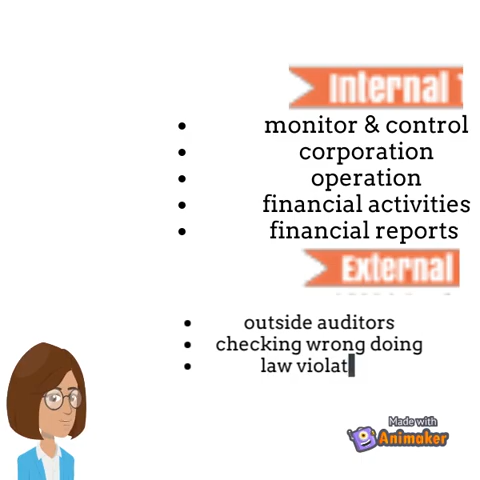 Internal
• monitor & control
• corporation
• operation
• financial activities
• financial reports
External
• outside auditors
• checking wrong doing
• law violat
Made with
Animaker